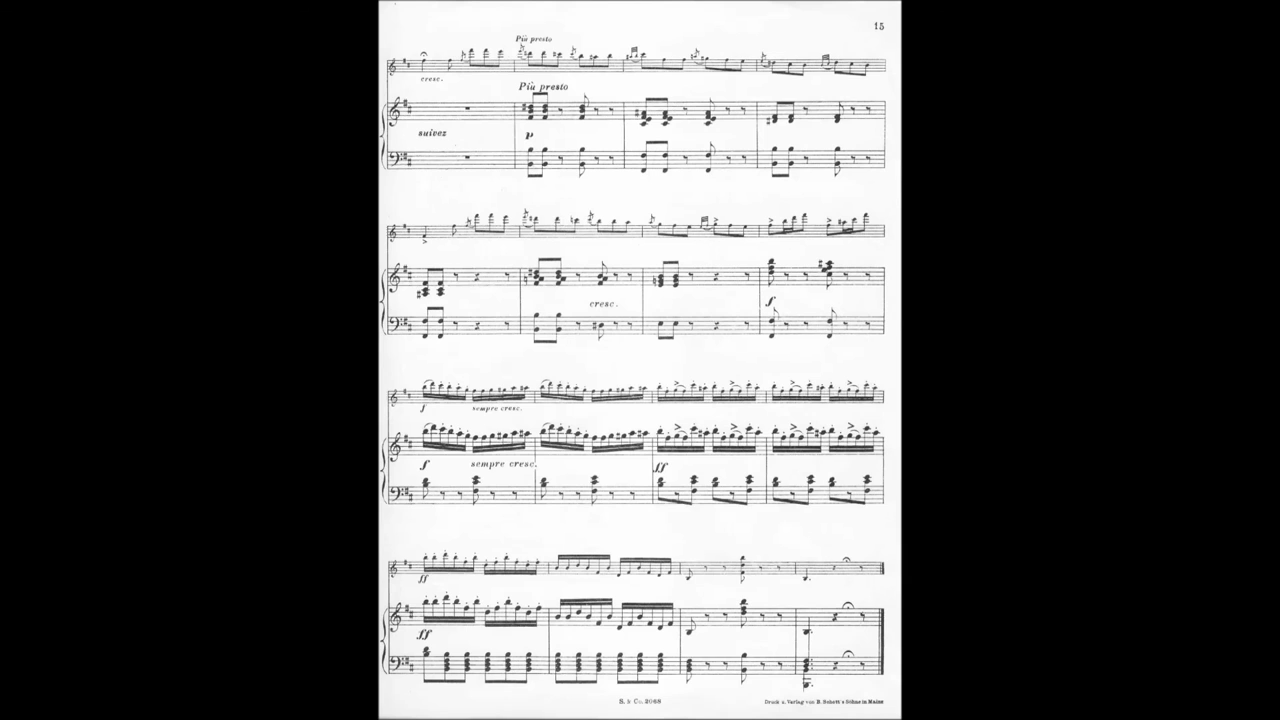 15
Più presto
cresc.
Più presto
suivez
p
cresc.
f
f sempre cresc.
f sempre cresc.
ff
ff
ff
S. & Co. 2068
Druck u. Verlag von B. Schott's Söhne in Mainz